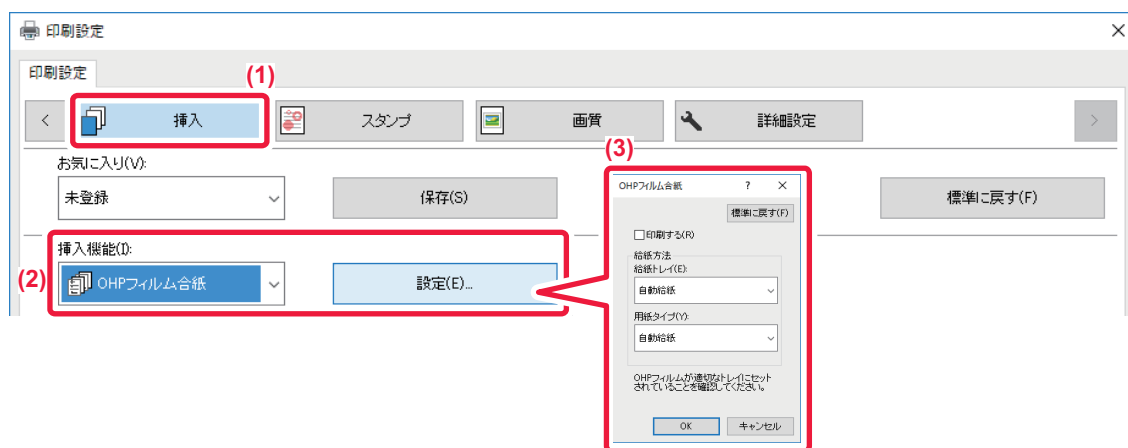 印刷設定
印刷設定
(1)
挿入
スタンプ
画質
詳細設定
お気に入り(V):
未登録
保存(S)
標準に戻す(F)
挿入機能(I):
(2)
OHPフィルム合紙
設定(E)...
(3)
OHPフィルム合紙
?
標準に戻す(F)
印刷する(R)
給紙方法
給紙トレイ(E):
自動給紙
用紙タイプ(Y):
自動給紙
OHPフィルムが適切なトレイにセット
されていることを確認してください。
OK
キャンセル